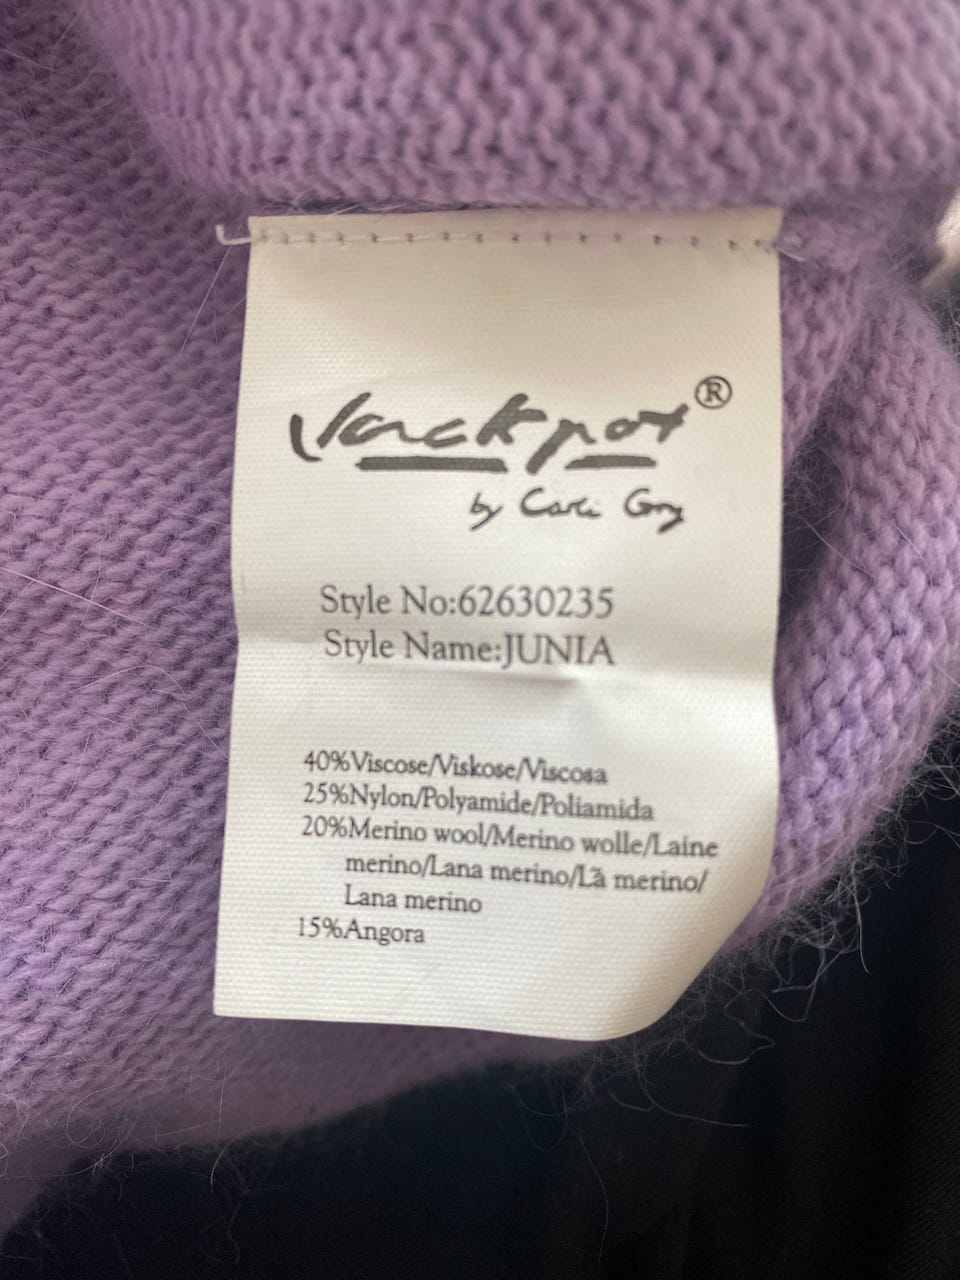 Jackpot®
by Carli Gry
Style No:62630235
Style Name:JUNIA
40%Viscose/Viskose/Viscosa
25%Nylon/Polyamide/Poliamida
20%Merino wool/Merino wolle/Laine
merino/Lana merino/Lã merino/
Lana merino
15%Angora